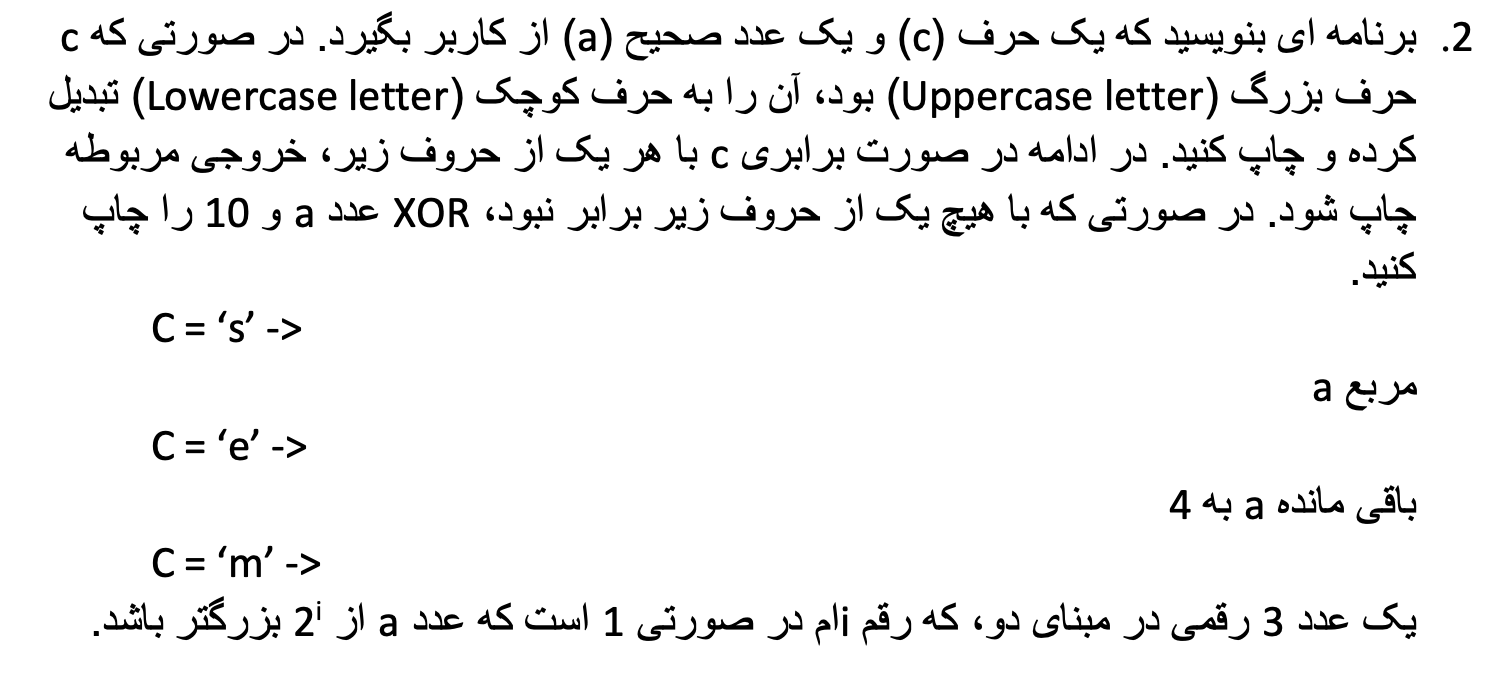 2. برنامه ای بنویسید که یک حرف (c) و یک عدد صحیح (a) از کاربر بگیرد. در صورتی که c
حرف بزرگ (Uppercase letter) بود، آن را به حرف کوچک (Lowercase letter) تبدیل
کرده و چاپ کنید. در ادامه در صورت برابری c با هر یک از حروف زیر، خروجی مربوطه
چاپ شود. در صورتی که با هیچ یک از حروف زیر برابر نبود، XOR عدد a و 10 را چاپ
کنید.
C = ‘s’ ->
مربع a
C = ‘e’ ->
باقی مانده a به 4
C = ‘m’ ->
یک عدد 3 رقمی در مبنای دو، که رقم iام در صورتی 1 است که عدد a از 2ⁱ بزرگتر باشد.